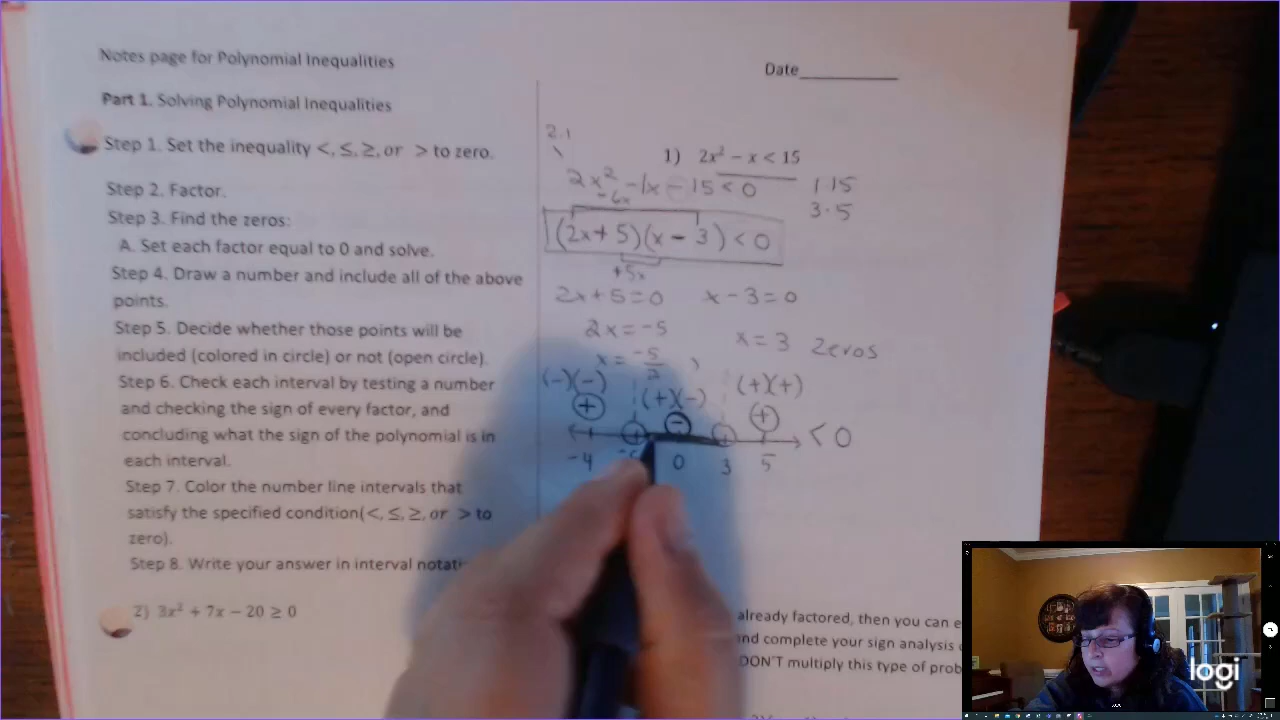 Notes page for Polynomial Inequalities
Date
Part 1. Solving Polynomial Inequalities
Step 1. Set the inequality <, ≤, ≥, or > to zero.
Step 2. Factor.
Step 3. Find the zeros:
A. Set each factor equal to 0 and solve.
Step 4. Draw a number and include all of the above
points.
Step 5. Decide whether those points will be
included (colored in circle) or not (open circle).
Step 6. Check each interval by testing a number
and checking the sign of every factor, and
concluding what the sign of the polynomial is in
each interval.
Step 7. Color the number line intervals that
satisfy the specified condition(<, ≤, ≥, or > to
zero).
Step 8. Write your answer in interval
2) 3x² + 7x − 20 ≥ 0
2.1
1) 2x² − x < 15
2x² -1x - 15 < 0
1·15
-6x
3·5
(2x+5)(x-3) < 0
+5x
2x+5=0 x-3=0
2x=-5 x=3 Zeros
x=-5/2
(-)(-) (+)(-) (+)(+)
+ - +
< 0
-4 0 3 5
already factored, then you can
and complete your sign analysis
DON'T multiply this type of
logi